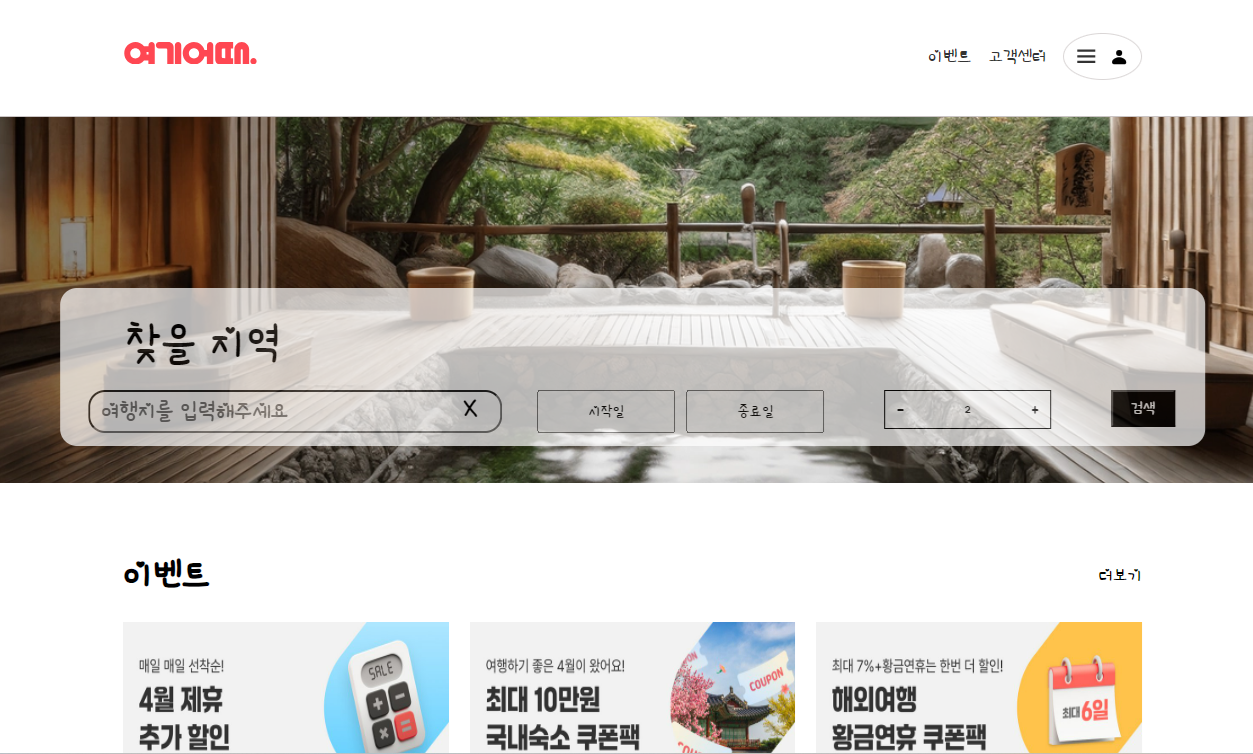 여기어때.
이벤트 고객센터
찾을 지역
여행지를 입력해주세요 X
시작일 종료일 - 2 + 검색
이벤트 더보기
매일 매일 선착순!
4월 제휴
추가 할인
SALE
여행하기 좋은 4월이 왔어요!
최대 10만원
국내숙소 쿠폰팩
COUPON
최대 7%+황금연휴는 한번 더 할인!
해외여행
황금연휴 쿠폰팩
최대6일